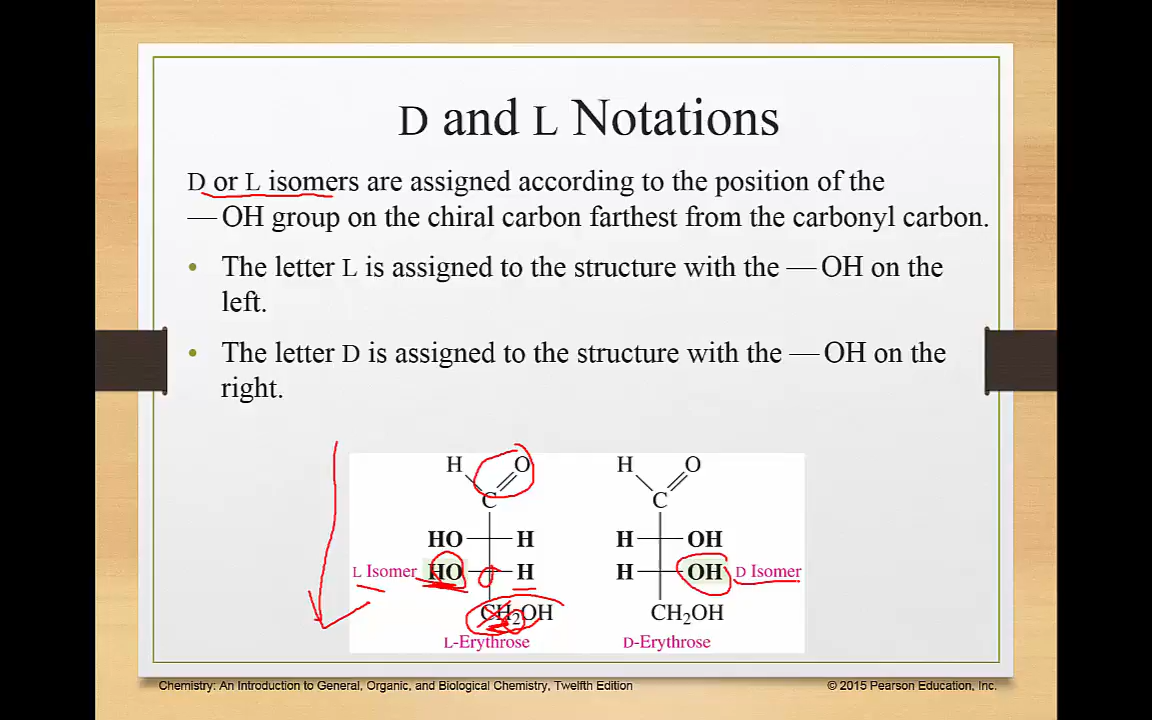 D and L Notations
D or L isomers are assigned according to the position of the
— OH group on the chiral carbon farthest from the carbonyl carbon.
• The letter L is assigned to the structure with the — OH on the
left.
• The letter D is assigned to the structure with the — OH on the
right.
H O H O
C C
HO H H OH
L Isomer HO H H OH D Isomer
CH₂OH CH₂OH
L-Erythrose D-Erythrose
Chemistry: An Introduction to General, Organic, and Biological Chemistry, Twelfth Edition © 2015 Pearson Education, Inc.